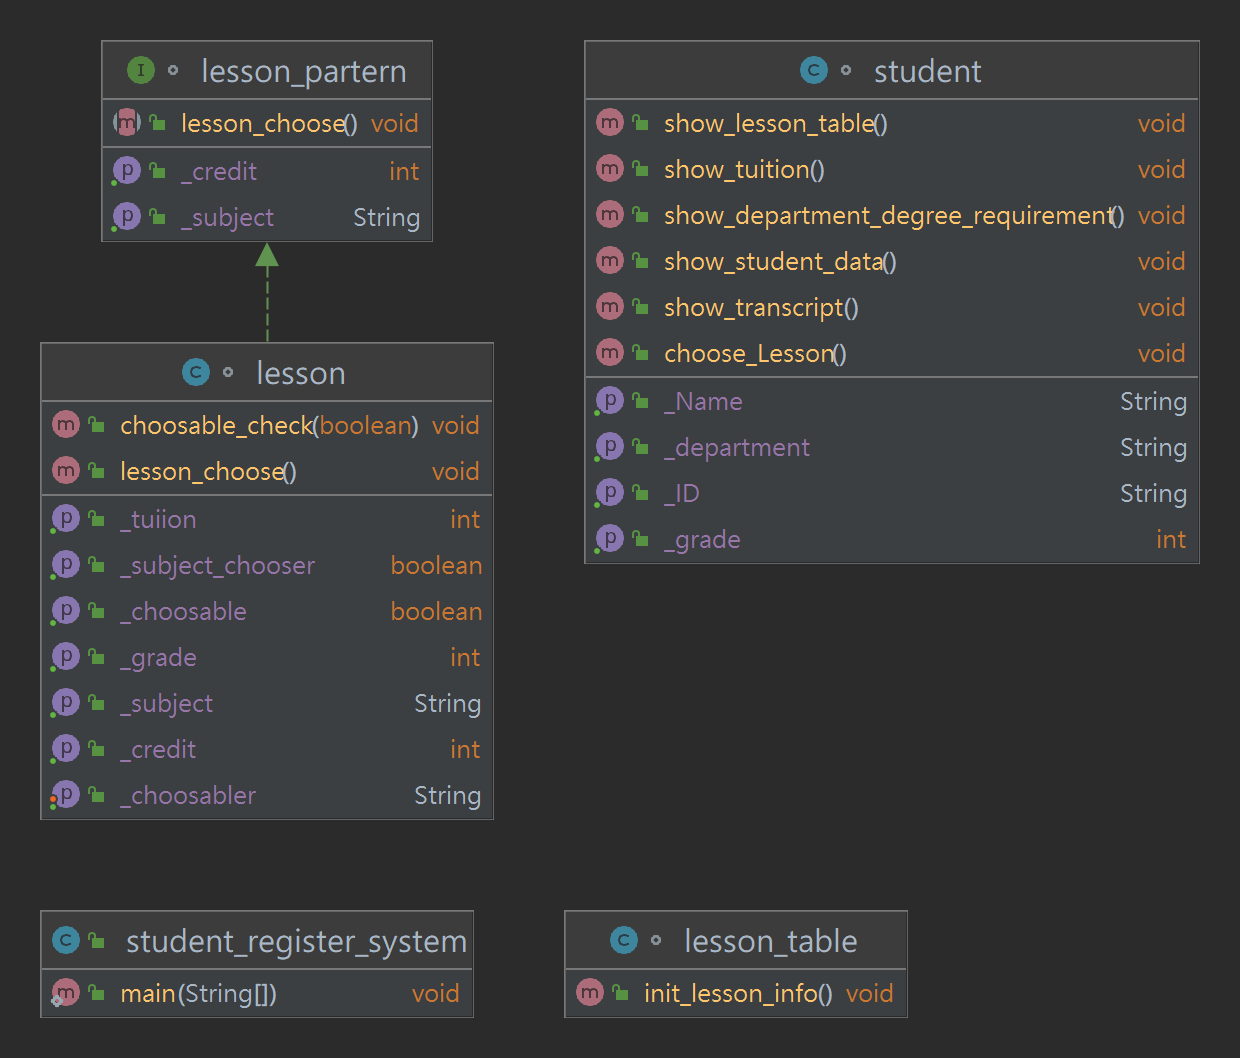 I lesson_partern
m lesson_choose() void
p _credit int
p _subject String
C student
m show_lesson_table() void
m show_tuition() void
m show_department_degree_requirement() void
m show_student_data() void
m show_transcript() void
m choose_Lesson() void
p _Name String
p _department String
p _ID String
p _grade int
C lesson
m choosable_check(boolean) void
m lesson_choose() void
p _tuiion int
p _subject_chooser boolean
p _choosable boolean
p _grade int
p _subject String
p _credit int
p _choosabler String
C student_register_system
m main(String[]) void
C lesson_table
m init_lesson_info() void